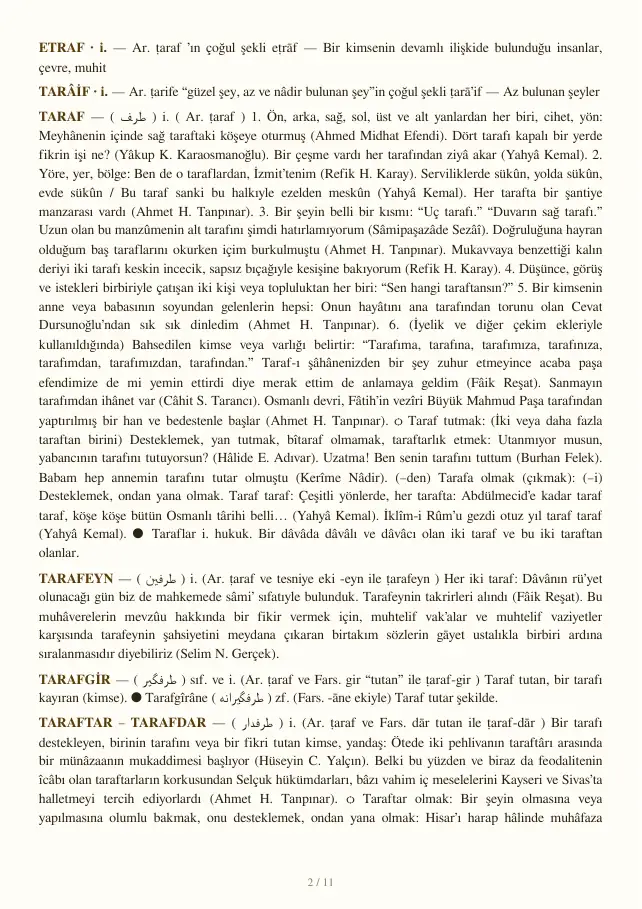 ETRAF · i. — Ar. ṭaraf ’ın çoğul şekli eṭrāf — Bir kimsenin devamlı ilişkide bulunduğu insanlar,
çevre, muhit
TARÂİF · i. — Ar. ṭarife “güzel şey, az ve nâdir bulunan şey”in çoğul şekli ṭarā’if — Az bulunan şeyler
TARAF — ( طرف ) i. ( Ar. ṭaraf ) 1. Ön, arka, sağ, sol, üst ve alt yanlardan her biri, cihet, yön:
Meyhânenin içinde sağ taraftaki köşeye oturmuş (Ahmed Midhat Efendi). Dört tarafı kapalı bir yerde
fikrin işi ne? (Yâkup K. Karaosmanoğlu). Bir çeşme vardı her tarafından ziyâ akar (Yahyâ Kemal). 2.
Yöre, yer, bölge: Ben de o taraflardan, İzmit’tenim (Refik H. Karay). Serviliklerde sükûn, yolda sükûn,
evde sükûn / Bu taraf sanki bu halkıyle ezelden meskûn (Yahyâ Kemal). Her tarafta bir şantiye
manzarası vardı (Ahmet H. Tanpınar). 3. Bir şeyin belli bir kısmı: “Uç tarafı.” “Duvarın sağ tarafı.”
Uzun olan bu manzûmenin alt tarafını şimdi hatırlamıyorum (Sâmipaşazâde Sezâî). Doğruluğuna hayran
olduğum baş taraflarını okurken içim burkulmuştu (Ahmet H. Tanpınar). Mukavvaya benzettiği kalın
deriyi iki tarafı keskin incecik, sapsız bıçağıyle kesişine bakıyorum (Refik H. Karay). 4. Düşünce, görüş
ve istekleri birbiriyle çatışan iki kişi veya topluluktan her biri: “Sen hangi taraftansın?” 5. Bir kimsenin
anne veya babasının soyundan gelenlerin hepsi: Onun hayâtını ana tarafından torunu olan Cevat
Dursunoğlu’ndan sık sık dinledim (Ahmet H. Tanpınar). 6. (İyelik ve diğer çekim ekleriyle
kullanıldığında) Bahsedilen kimse veya varlığı belirtir: “Tarafıma, tarafına, tarafımıza, tarafınıza,
tarafımdan, tarafımızdan, tarafından.” Taraf-ı şâhânenizden bir şey zuhur etmeyince acaba paşa
efendimize de mi yemin ettirdi diye merak ettim de anlamaya geldim (Fâik Reşat). Sanmayın
tarafımdan ihânet var (Câhit S. Tarancı). Osmanlı devri, Fâtih’in vezîri Büyük Mahmud Paşa tarafından
yaptırılmış bir han ve bedestenle başlar (Ahmet H. Tanpınar). ѻ Taraf tutmak: (İki veya daha fazla
taraftan birini) Desteklemek, yan tutmak, bîtaraf olmamak, taraftarlık etmek: Utanmıyor musun,
yabancının tarafını tutuyorsun? (Hâlide E. Adıvar). Uzatma! Ben senin tarafını tuttum (Burhan Felek).
Babam hep annemin tarafını tutar olmuştu (Kerîme Nâdir). (–den) Tarafa olmak (çıkmak): (–i)
Desteklemek, ondan yana olmak. Taraf taraf: Çeşitli yönlerde, her tarafta: Abdülmecid’e kadar taraf
taraf, köşe köşe bütün Osmanlı târihi belli… (Yahyâ Kemal). İklîm-i Rûm’u gezdi otuz yıl taraf taraf
(Yahyâ Kemal). ● Taraflar i. hukuk. Bir dâvâda dâvâlı ve dâvâcı olan iki taraf ve bu iki taraftan
olanlar.
TARAFEYN — ( طرفين ) i. (Ar. ṭaraf ve tesniye eki -eyn ile ṭarafeyn ) Her iki taraf: Dâvânın rü’yet
olunacağı gün biz de mahkemede sâmi’ sıfatıyle bulunduk. Tarafeynin takrirleri alındı (Fâik Reşat). Bu
muhâverelerin mevzûu hakkında bir fikir vermek için, muhtelif vak’alar ve muhtelif vaziyetler
karşısında tarafeynin şahsiyetini meydana çıkaran birtakım sözlerin gāyet ustalıkla birbiri ardına
sıralanmasıdır diyebiliriz (Selim N. Gerçek).
TARAFGİR — ( طرفگير ) sıf. ve i. (Ar. ṭaraf ve Fars. gir “tutan” ile ṭaraf-gir ) Taraf tutan, bir tarafı
kayıran (kimse). ● Tarafgîrâne ( طرفگيرانه ) zf. (Fars. -āne ekiyle) Taraf tutar şekilde.
TARAFTAR – TARAFDAR — ( طرفدار ) i. (Ar. ṭaraf ve Fars. dār tutan ile ṭaraf-dār ) Bir tarafı
destekleyen, birinin tarafını veya bir fikri tutan kimse, yandaş: Ötede iki pehlivanın taraftârı arasında
bir münâzaanın mukaddimesi başlıyor (Hüseyin C. Yalçın). Belki bu yüzden ve biraz da feodalitenin
îcâbı olan taraftarların korkusundan Selçuk hükümdarları, bâzı vahim iç meselelerini Kayseri ve Sivas’ta
halletmeyi tercih ediyorlardı (Ahmet H. Tanpınar). ѻ Taraftar olmak: Bir şeyin olmasına veya
yapılmasına olumlu bakmak, onu desteklemek, ondan yana olmak: Hisar’ı harap hâlinde muhâfaza
2 / 11